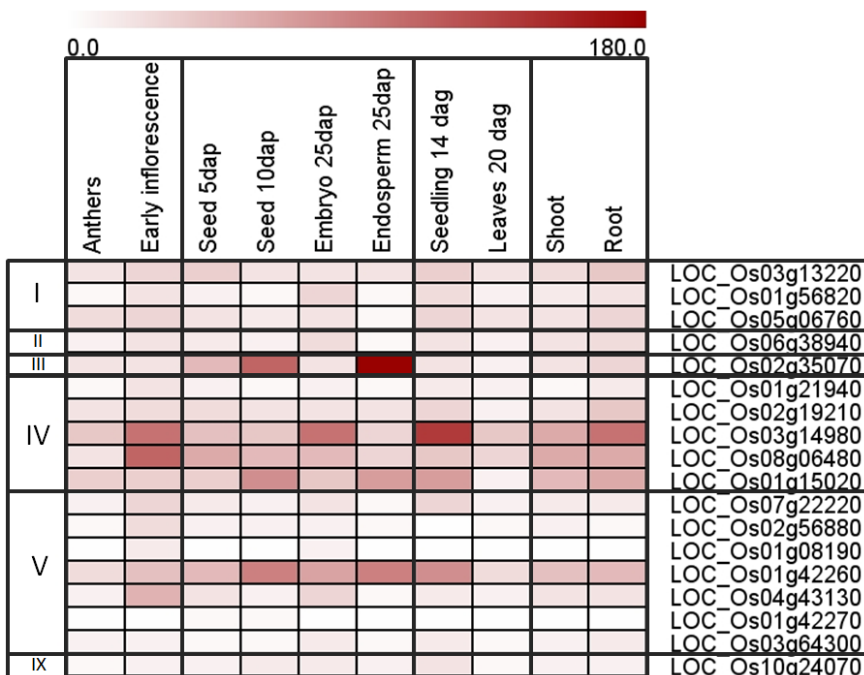 0.0 180.0
Anthers
Early inflorescence
Seed 5dap
Seed 10dap
Embryo 25dap
Endosperm 25dap
Seedling 14 dag
Leaves 20 dag
Shoot
Root
I
LOC_Os03g13220
LOC_Os01g56820
LOC_Os05g06760
II
LOC_Os06g38940
III
LOC_Os02g35070
IV
LOC_Os01g21940
LOC_Os02g19210
LOC_Os03g14980
LOC_Os08g06480
LOC_Os01g15020
V
LOC_Os07g22220
LOC_Os02g56880
LOC_Os01g08190
LOC_Os01g42260
LOC_Os04g43130
LOC_Os01g42270
LOC_Os03g64300
IX
LOC_Os10g24070